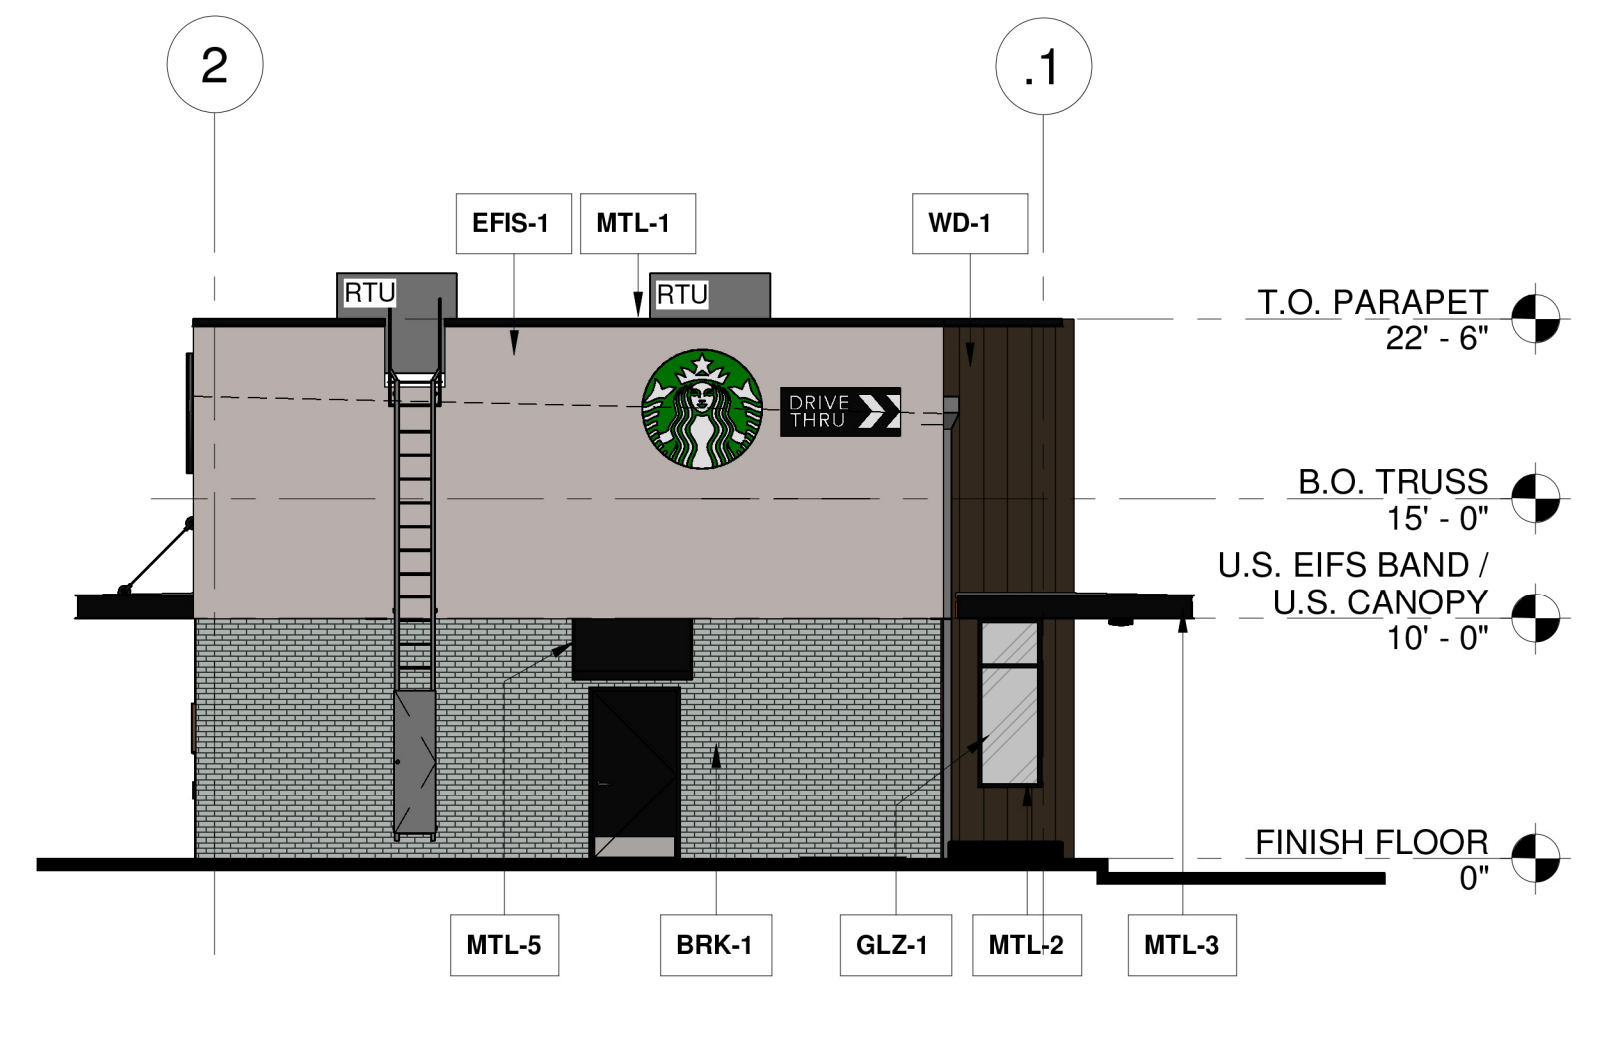 2
.1
EFIS-1
MTL-1
WD-1
RTU
RTU
T.O. PARAPET
22' - 6"
DRIVE
THRU
B.O. TRUSS
15' - 0"
U.S. EIFS BAND /
U.S. CANOPY
10' - 0"
FINISH FLOOR
0"
MTL-5
BRK-1
GLZ-1
MTL-2
MTL-3